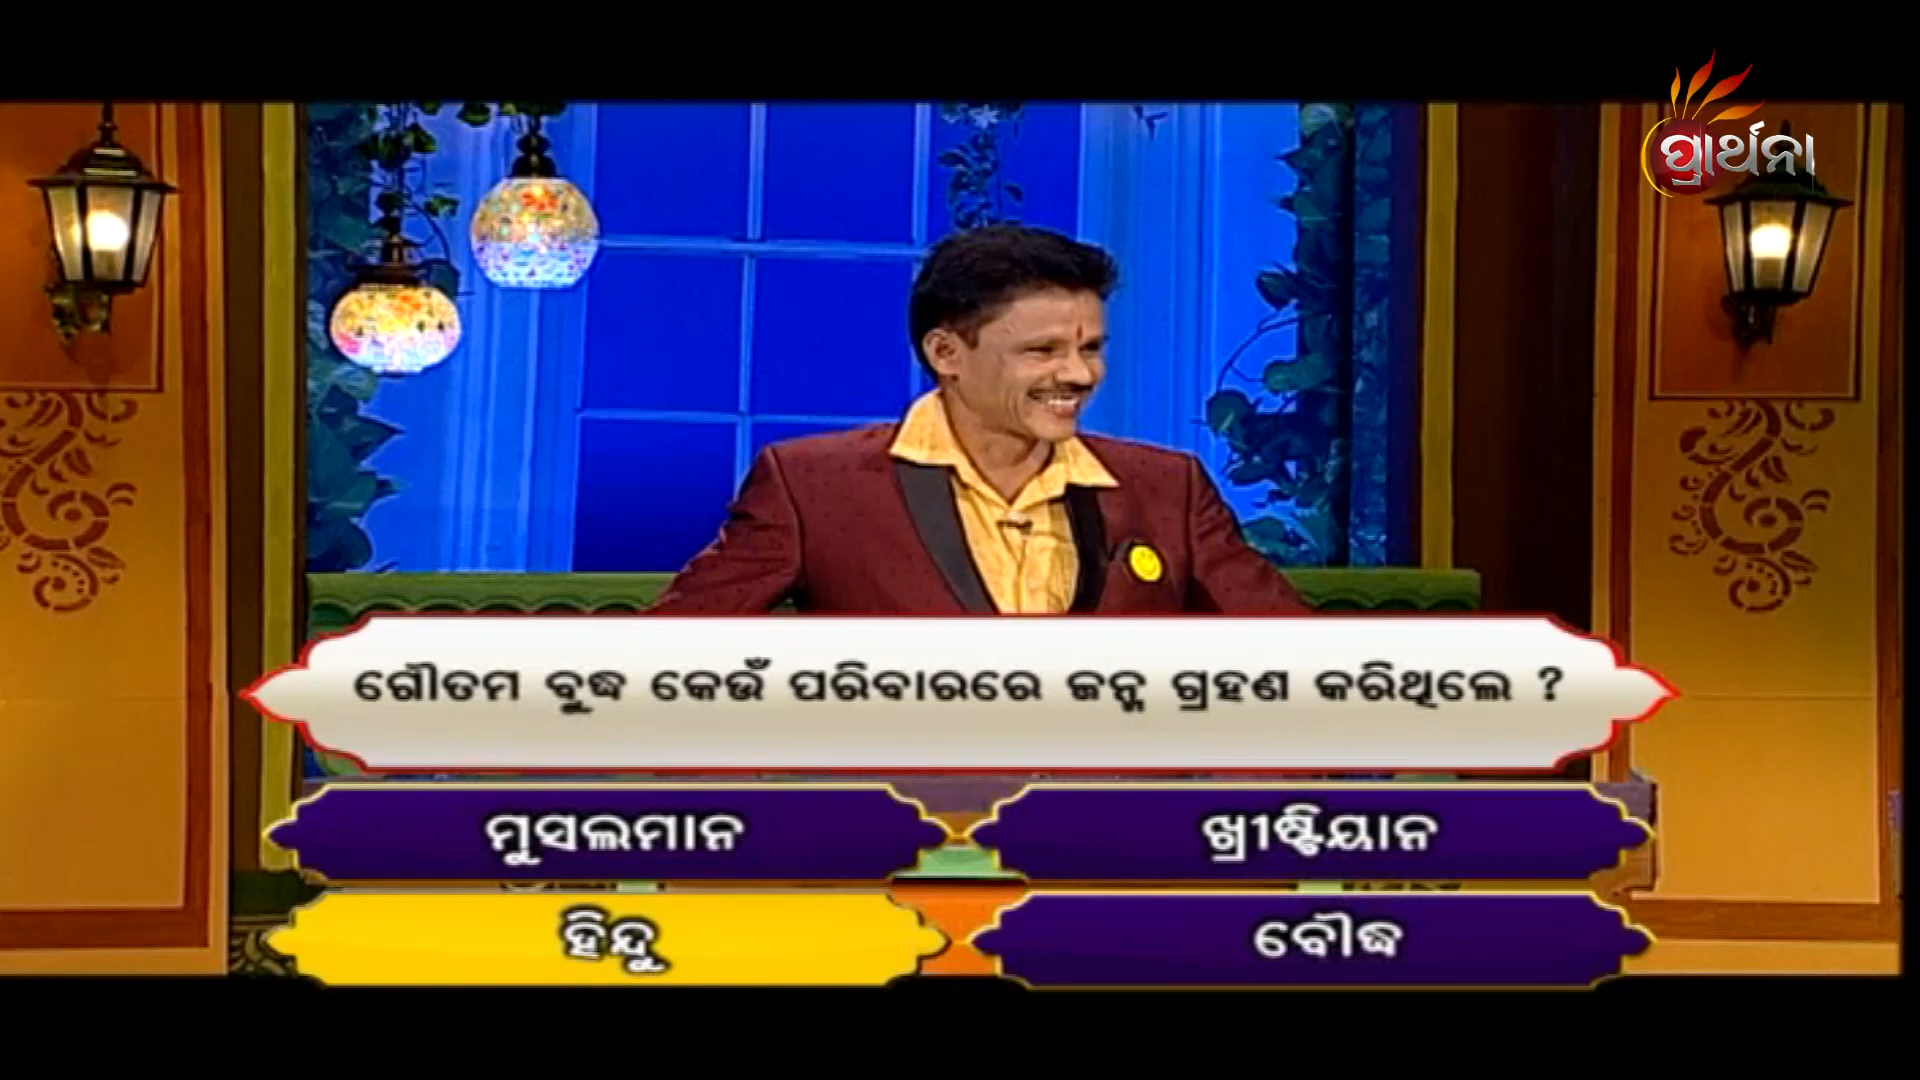 ପ୍ରାର୍ଥନା
ଗୌତମ ବୁଦ୍ଧ କେଉଁ ପରିବାରରେ ଜନ୍ମ ଗ୍ରହଣ କରିଥିଲେ ?
ମୁସଲମାନ
ଖ୍ରୀଷ୍ଟିୟାନ
ହିନ୍ଦୁ
ବୌଦ୍ଧ